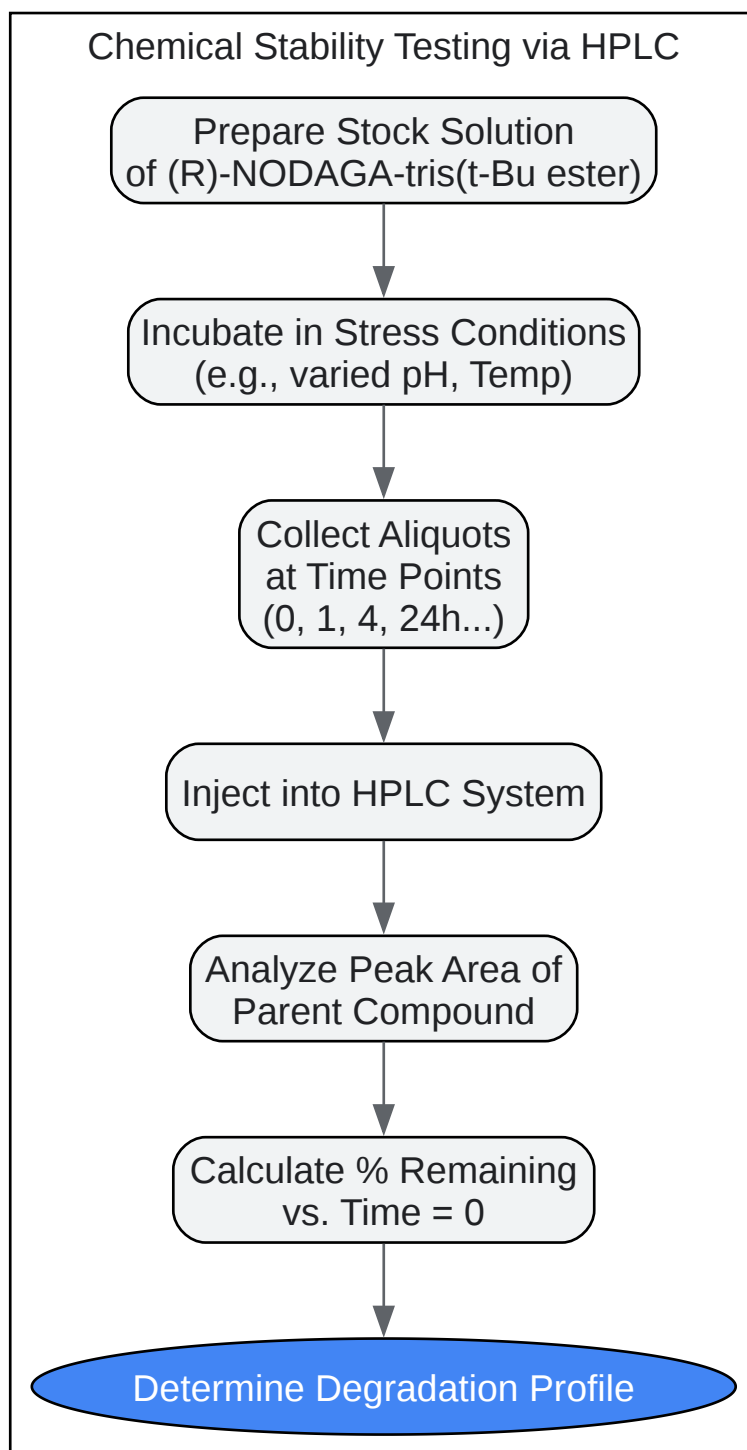 Chemical Stability Testing via HPLC
Prepare Stock Solution
of (R)-NODAGA-tris(t-Bu ester)
Incubate in Stress Conditions
(e.g., varied pH, Temp)
Collect Aliquots
at Time Points
(0, 1, 4, 24h...)
Inject into HPLC System
Analyze Peak Area of
Parent Compound
Calculate % Remaining
vs. Time = 0
Determine Degradation Profile